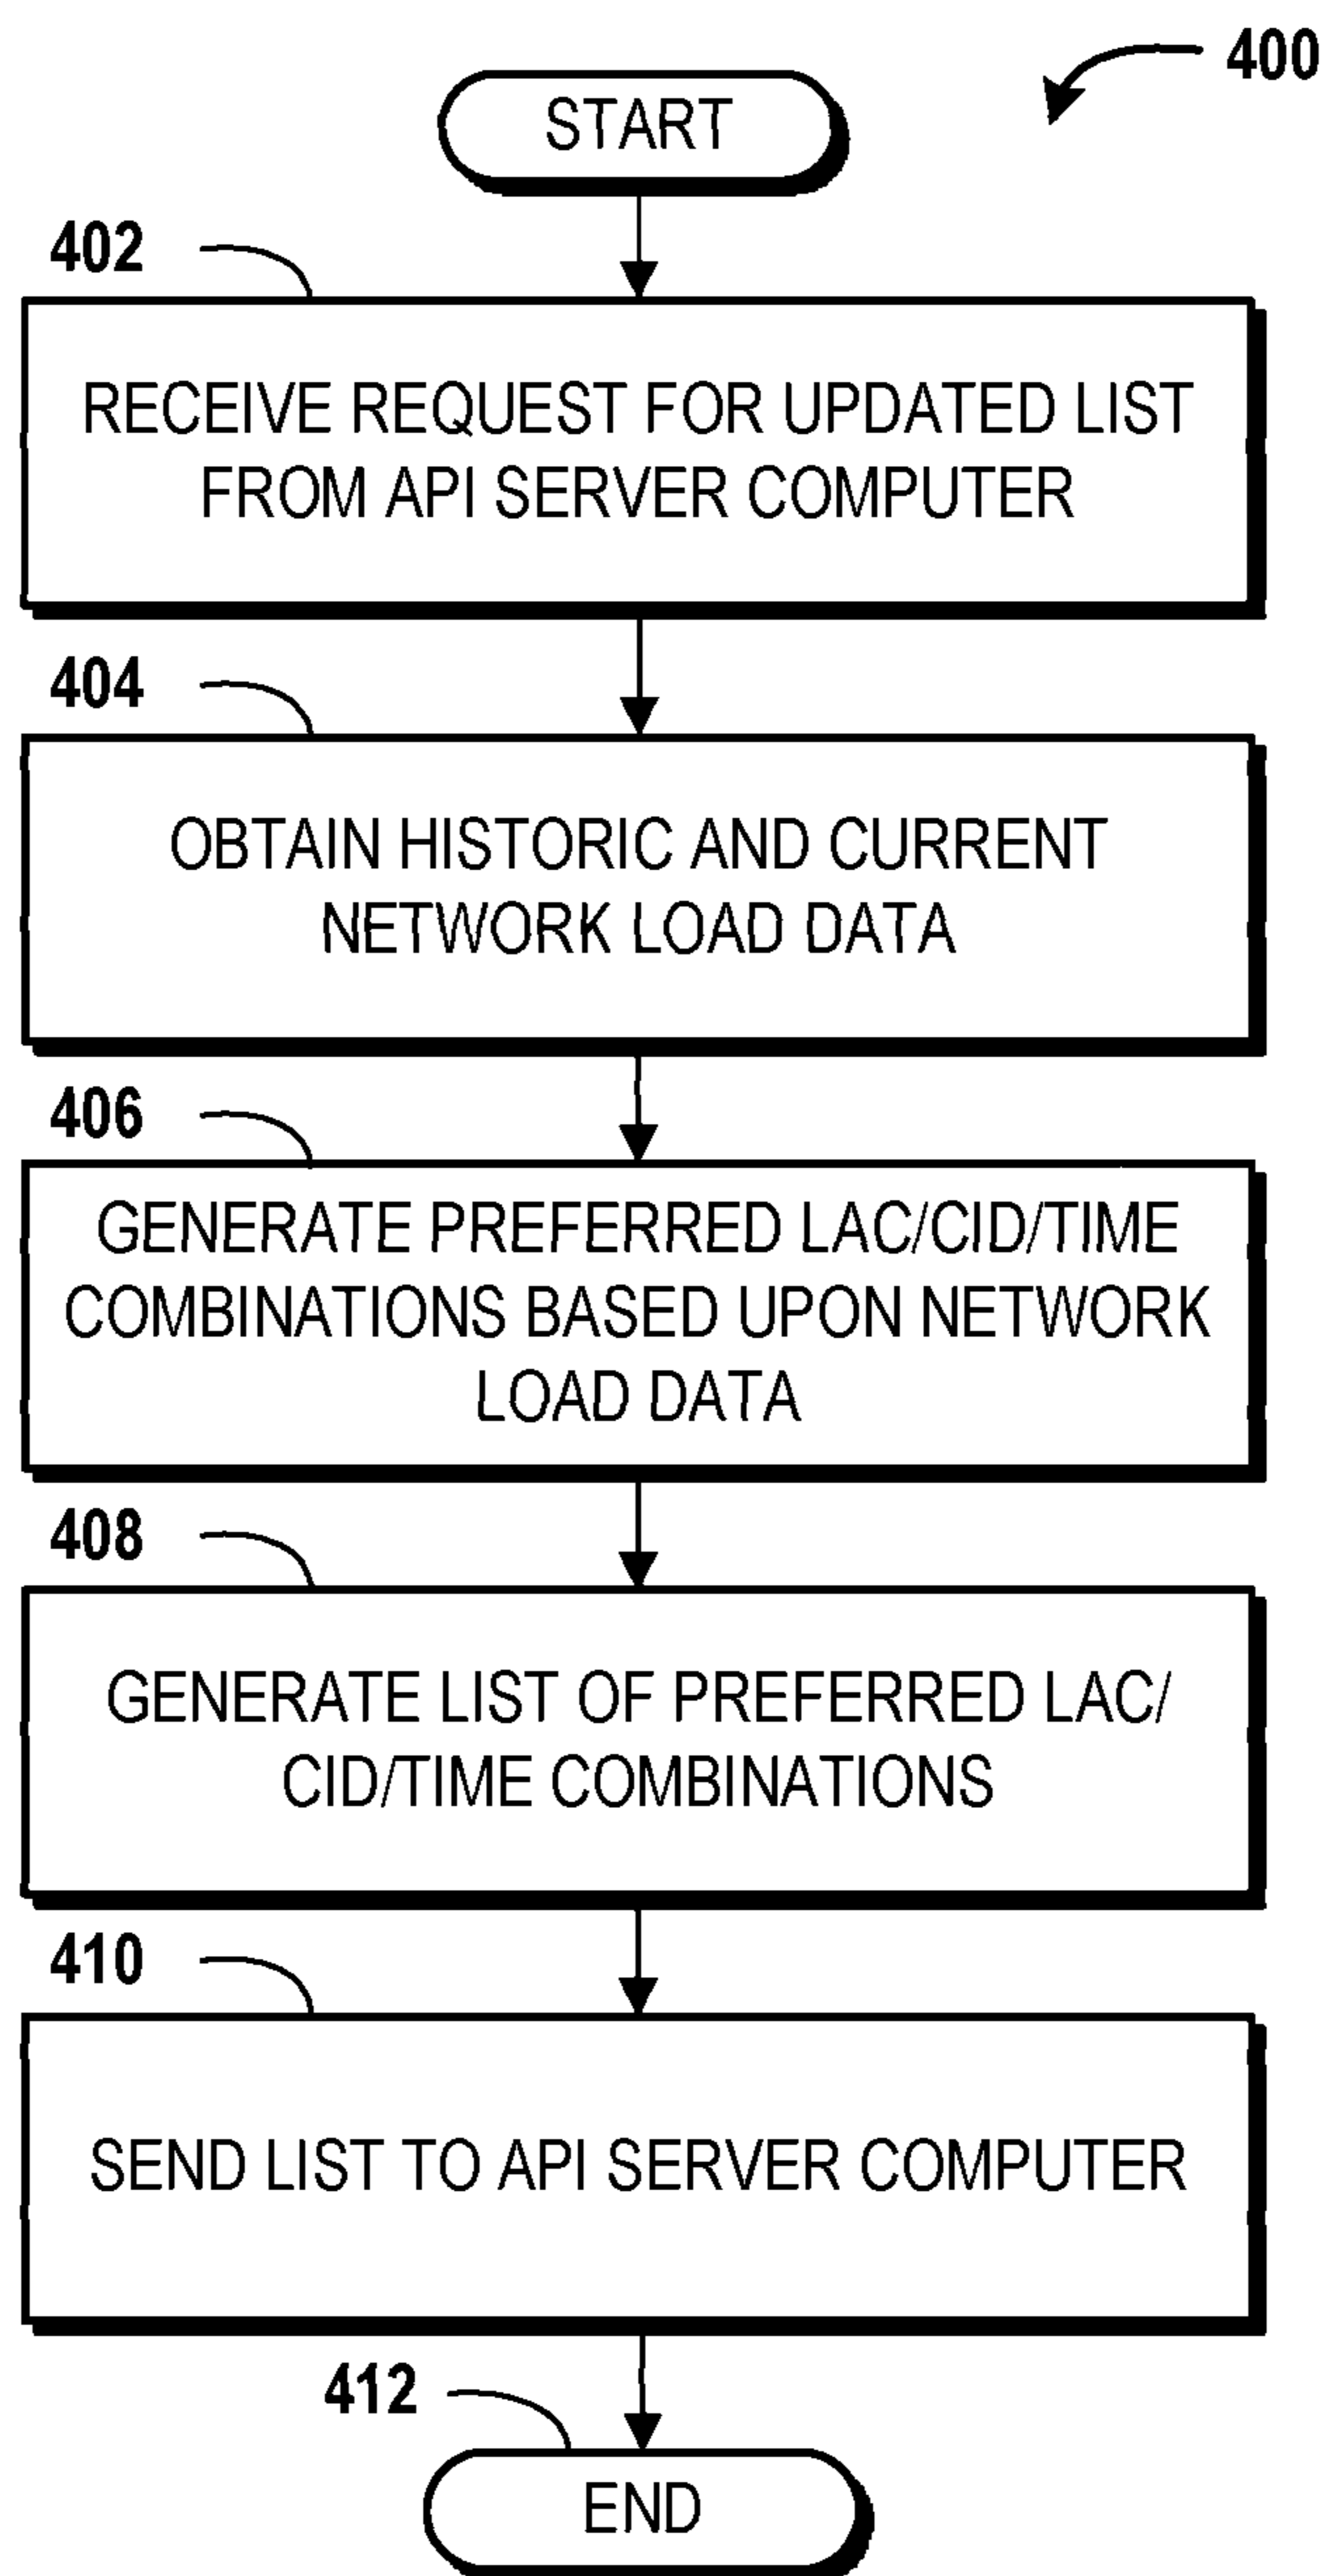 400
START
402
RECEIVE REQUEST FOR UPDATED LIST
FROM API SERVER COMPUTER
404
OBTAIN HISTORIC AND CURRENT
NETWORK LOAD DATA
406
GENERATE PREFERRED LAC/CID/TIME
COMBINATIONS BASED UPON NETWORK
LOAD DATA
408
GENERATE LIST OF PREFERRED LAC/
CID/TIME COMBINATIONS
410
SEND LIST TO API SERVER COMPUTER
412
END